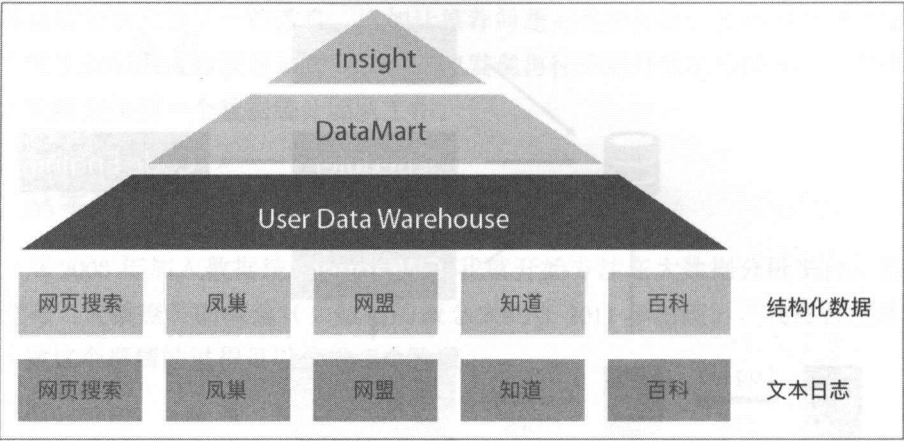 Insight
DataMart
User Data Warehouse
网页搜索 凤巢 网盟 知道 百科 结构化数据
网页搜索 凤巢 网盟 知道 百科 文本日志